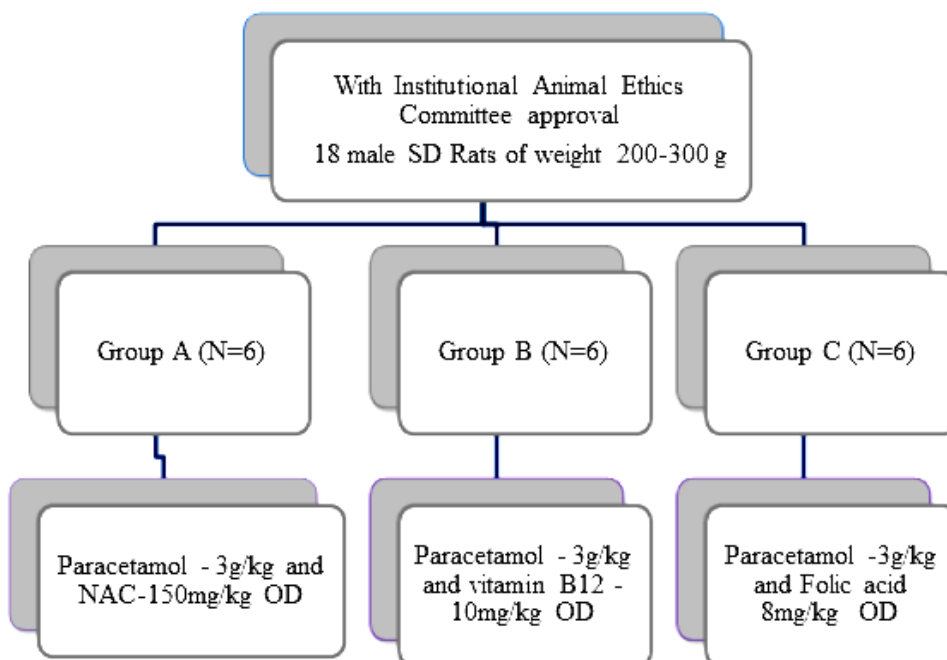 With Institutional Animal Ethics
Committee approval
18 male SD Rats of weight 200-300 g
Group A (N=6)
Group B (N=6)
Group C (N=6)
Paracetamol - 3g/kg and
NAC-150mg/kg OD
Paracetamol - 3g/kg
and vitamin B12 -
10mg/kg OD
Paracetamol -3g/kg
and Folic acid
8mg/kg OD